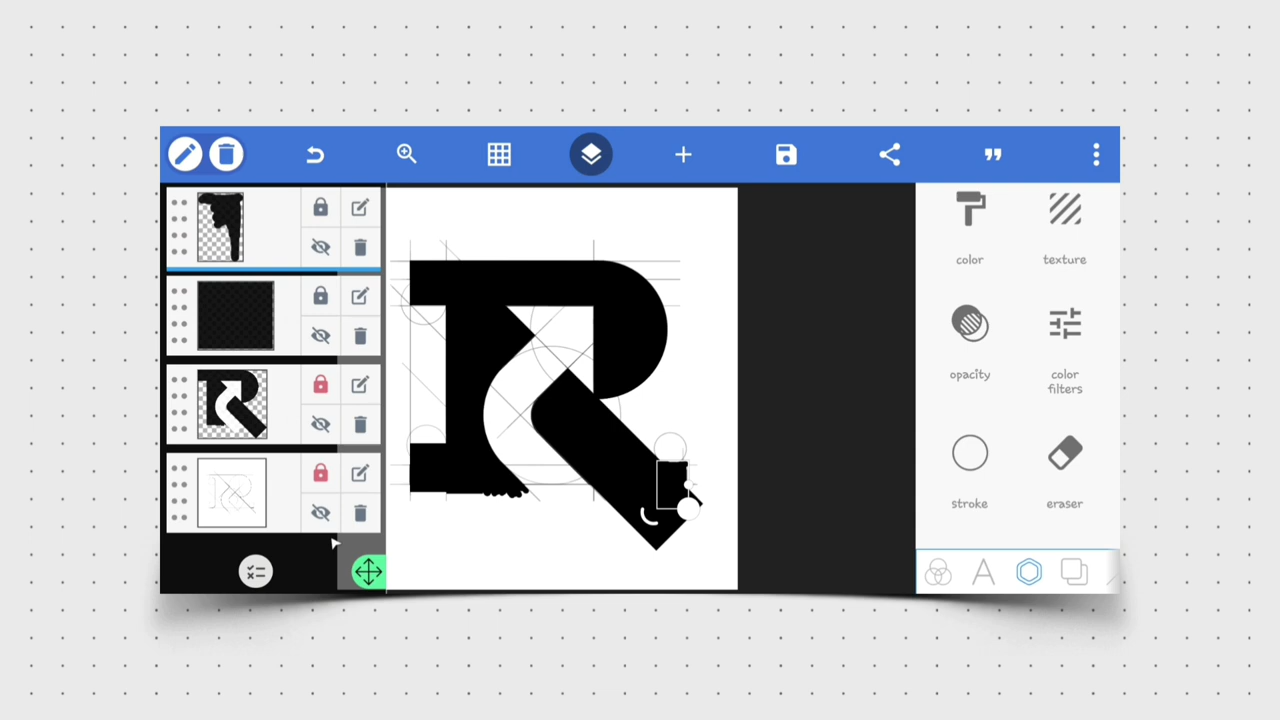 R
color
texture
opacity
color
filters
stroke
eraser